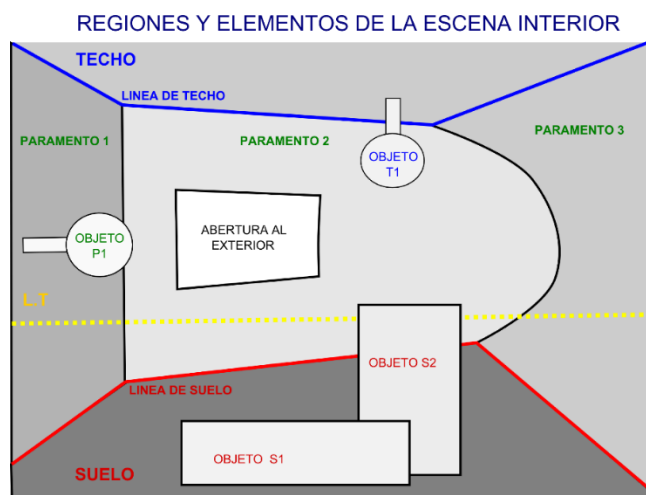 REGIONES Y ELEMENTOS DE LA ESCENA INTERIOR
TECHO
LINEA DE TECHO
PARAMENTO 1
PARAMENTO 2
PARAMENTO 3
OBJETO
T1
ABERTURA AL
EXTERIOR
OBJETO
P1
L.T
OBJETO S2
LINEA DE SUELO
OBJETO S1
SUELO